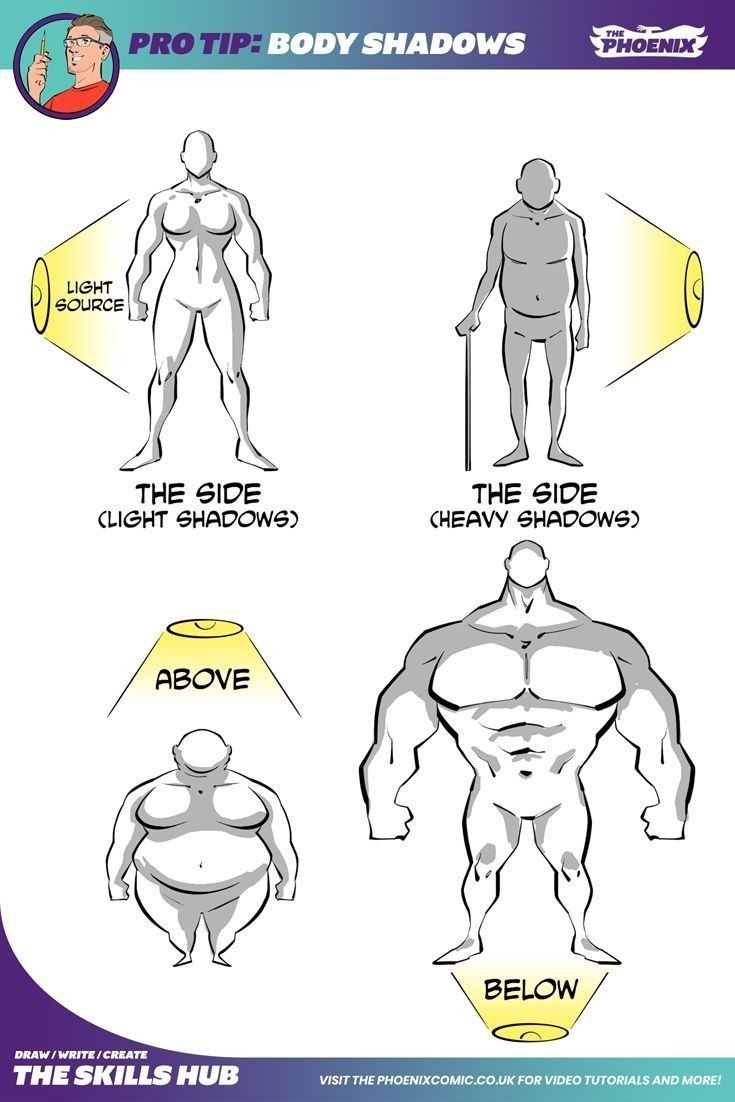 PRO TIP: BODY SHADOWS
THE
PHOENIX
LIGHT
SOURCE
THE SIDE
(LIGHT SHADOWS)
THE SIDE
(HEAVY SHADOWS)
ABOVE
BELOW
DRAW / WRITE / CREATE
THE SKILLS HUB
VISIT THE PHOENIXCOMIC.CO.UK FOR VIDEO TUTORIALS AND MORE!